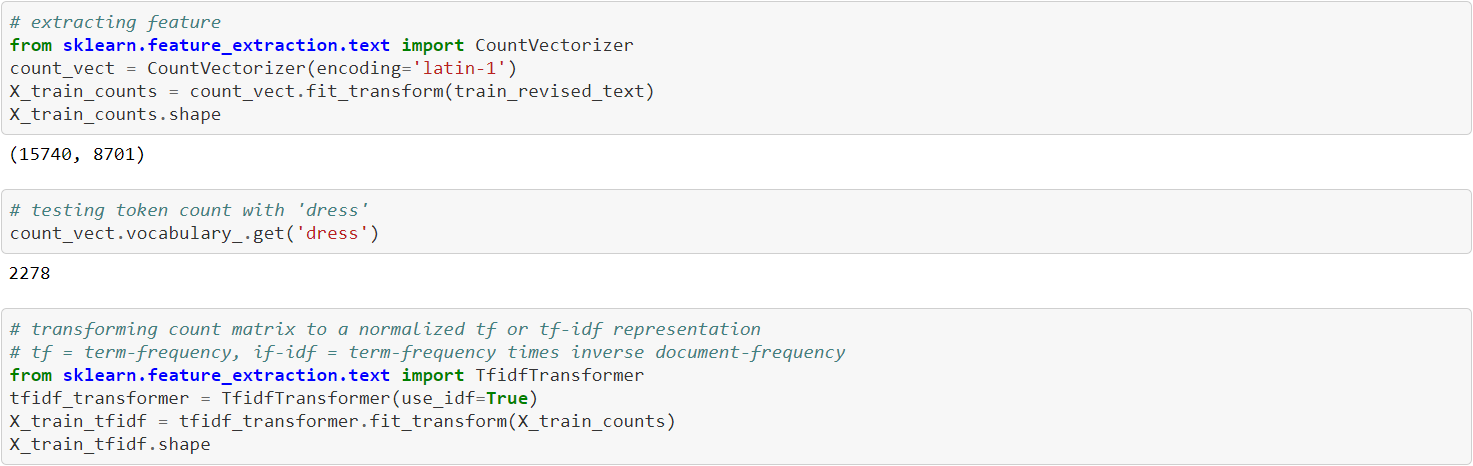 # extracting feature
from sklearn.feature_extraction.text import CountVectorizer
count_vect = CountVectorizer(encoding='latin-1')
X_train_counts = count_vect.fit_transform(train_revised_text)
X_train_counts.shape
(15740, 8701)
# testing token count with 'dress'
count_vect.vocabulary_.get('dress')
2278
# transforming count matrix to a normalized tf or tf-idf representation
# tf = term-frequency, if-idf = term-frequency times inverse document-frequency
from sklearn.feature_extraction.text import TfidfTransformer
tfidf_transformer = TfidfTransformer(use_idf=True)
X_train_tfidf = tfidf_transformer.fit_transform(X_train_counts)
X_train_tfidf.shape